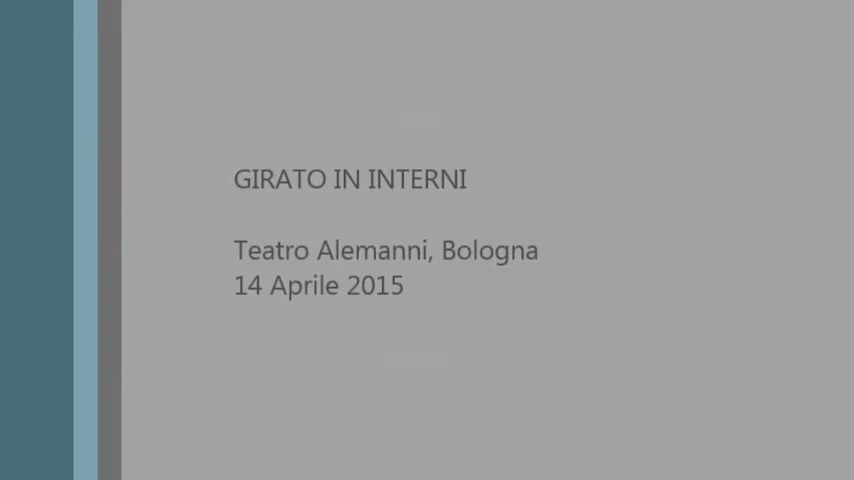 GIRATO IN INTERNI
Teatro Alemanni, Bologna
14 Aprile 2015